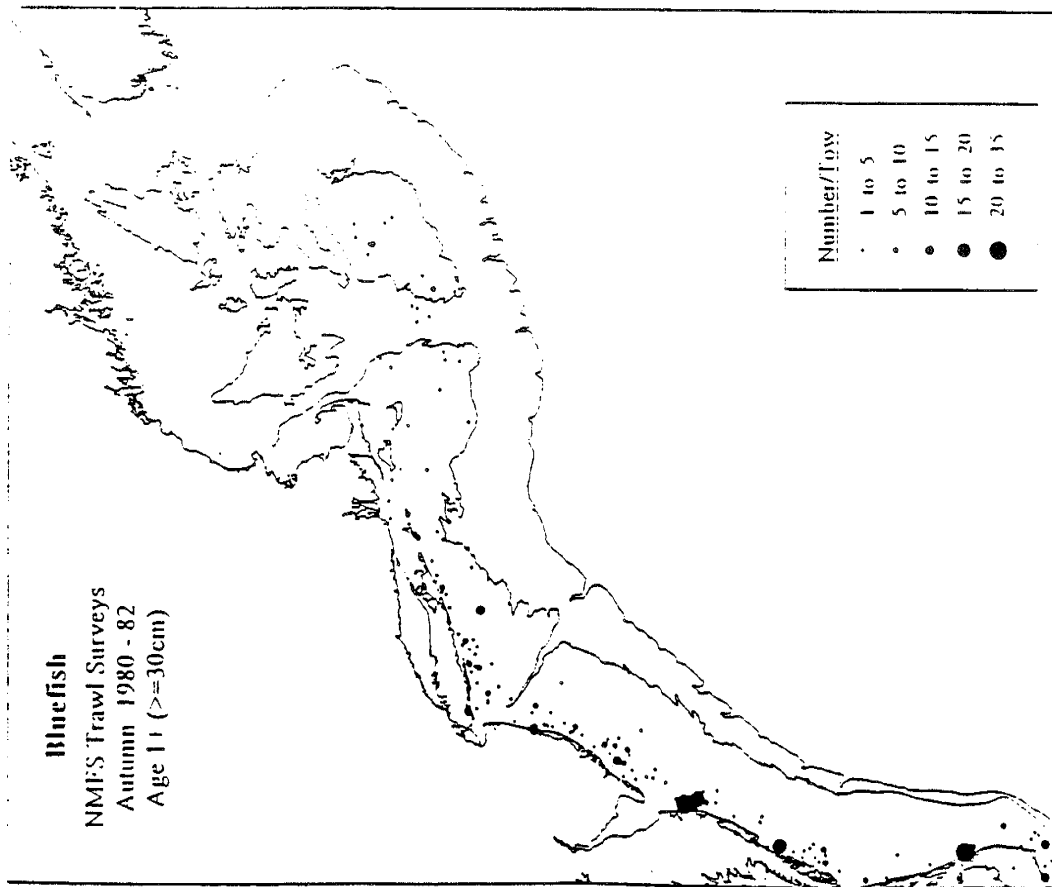 Bluefish
NMFS Trawl Surveys
Autumn 1980 - 82
Age 1+ (>=30cm)
Number/Tow
1 to 5
5 to 10
10 to 15
15 to 20
20 to 35